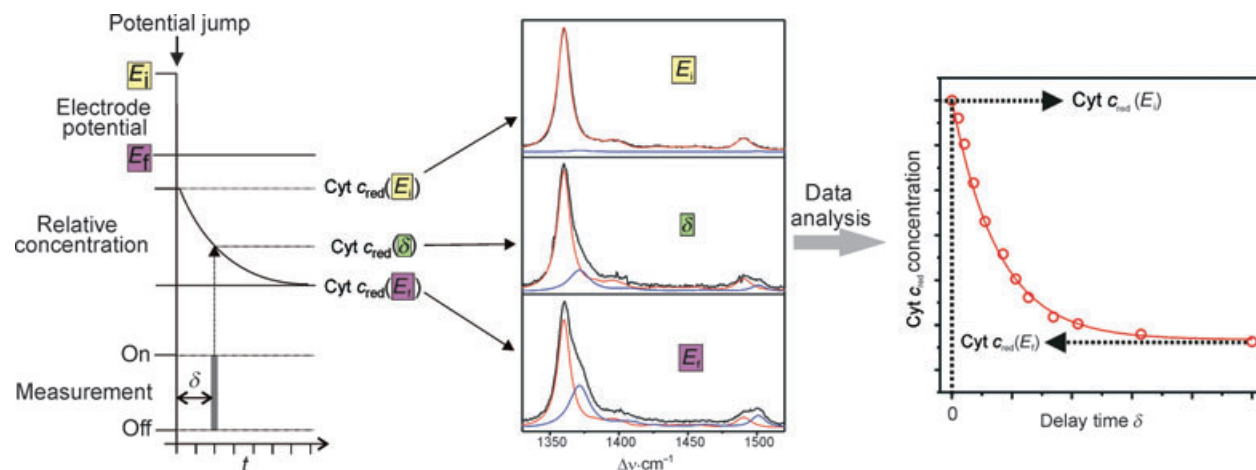 Potential jump
Ei
Electrode
potential
Ef
Cyt cred(Ei)
Relative
concentration
Cyt cred(δ)
Cyt cred(Ef)
On
Measurement
δ
Off
t
Ei
δ
Ef
1350
1400
1450
1500
Δν·cm⁻¹
Data
analysis
Cyt cred concentration
Cyt cred (Ei)
Cyt cred(Ef)
0
Delay time δ